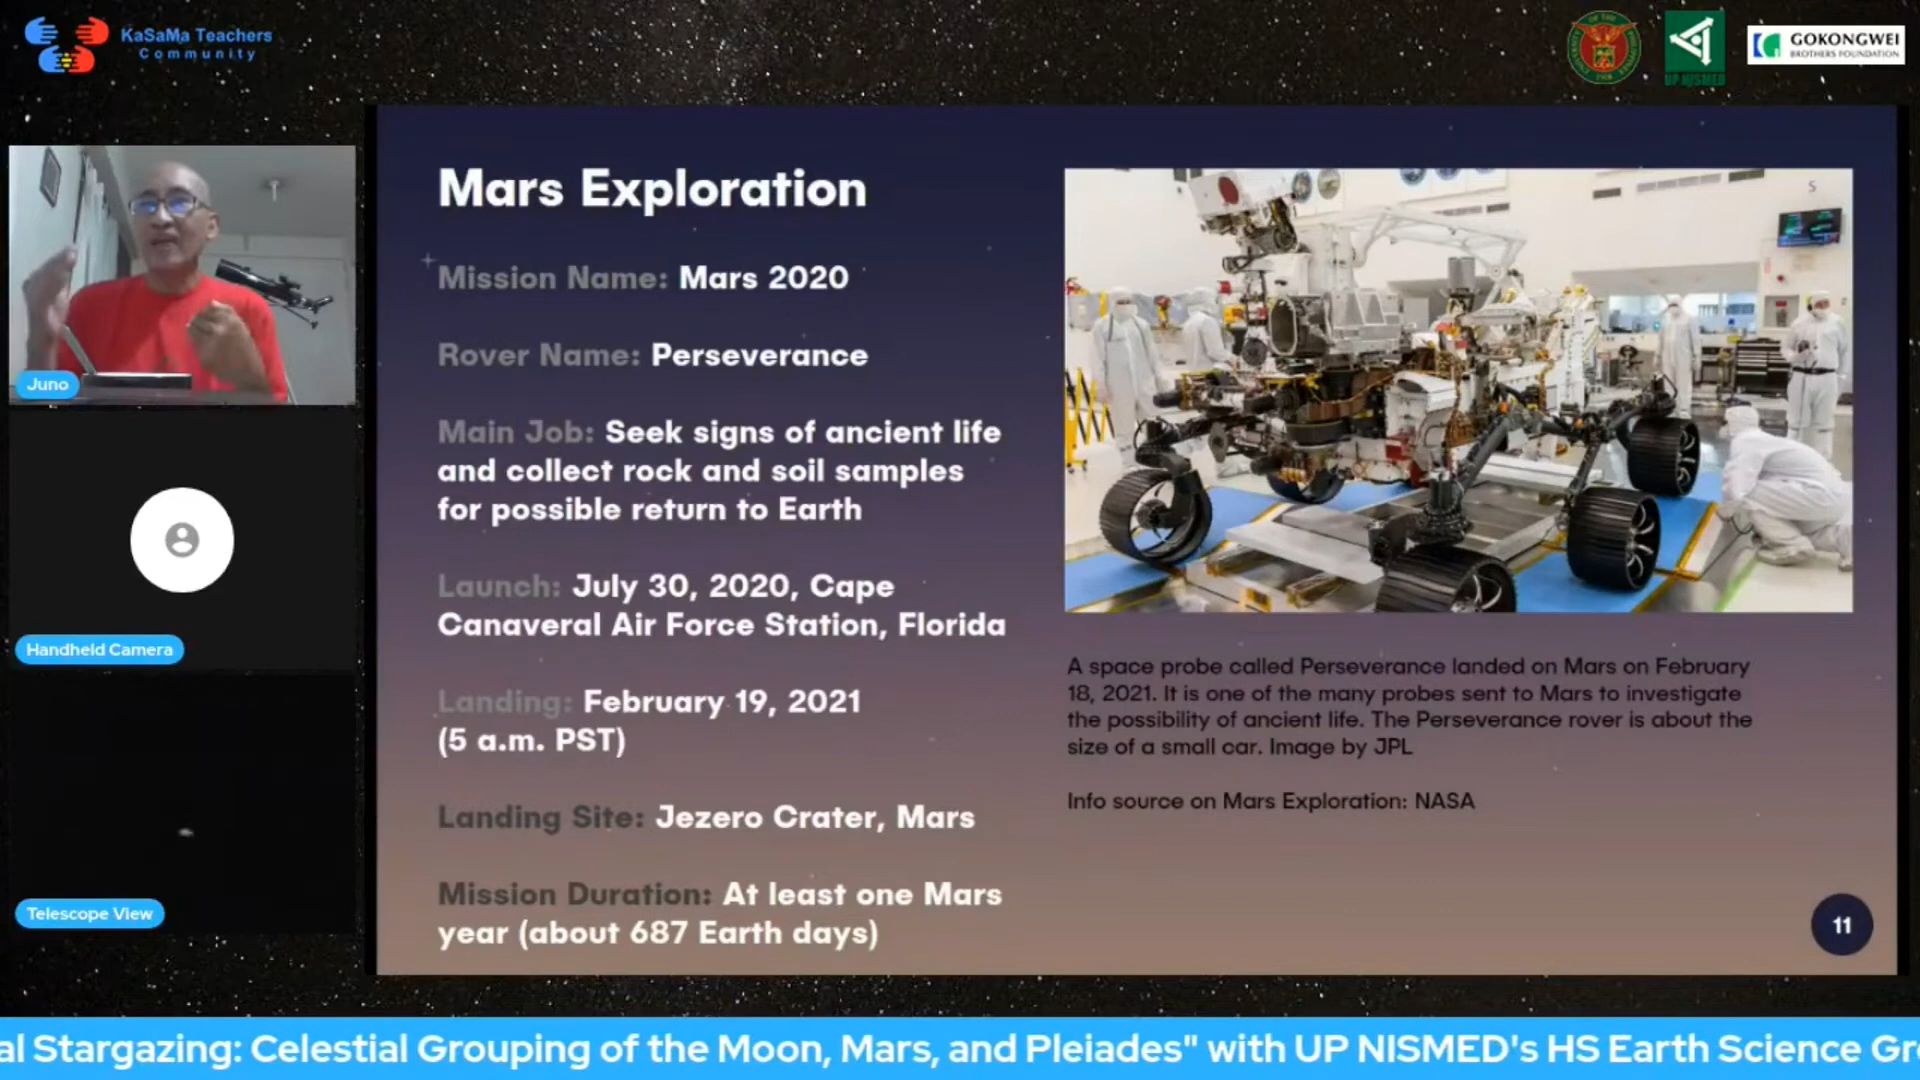 KaSaMa Teachers
Community
UP NISMED
GOKONGWEI
BROTHERS FOUNDATION
Mars Exploration
Mission Name: Mars 2020
Rover Name: Perseverance
Main Job: Seek signs of ancient life
and collect rock and soil samples
for possible return to Earth
Launch: July 30, 2020, Cape
Canaveral Air Force Station, Florida
Landing: February 19, 2021
(5 a.m. PST)
Landing Site: Jezero Crater, Mars
Mission Duration: At least one Mars
year (about 687 Earth days)
A space probe called Perseverance landed on Mars on February
18, 2021. It is one of the many probes sent to Mars to investigate
the possibility of ancient life. The Perseverance rover is about the
size of a small car. Image by JPL
Info source on Mars Exploration: NASA
11
Juno
Handheld Camera
Telescope View
al Stargazing: Celestial Grouping of the Moon, Mars, and Pleiades" with UP NISMED's HS Earth Science Gr